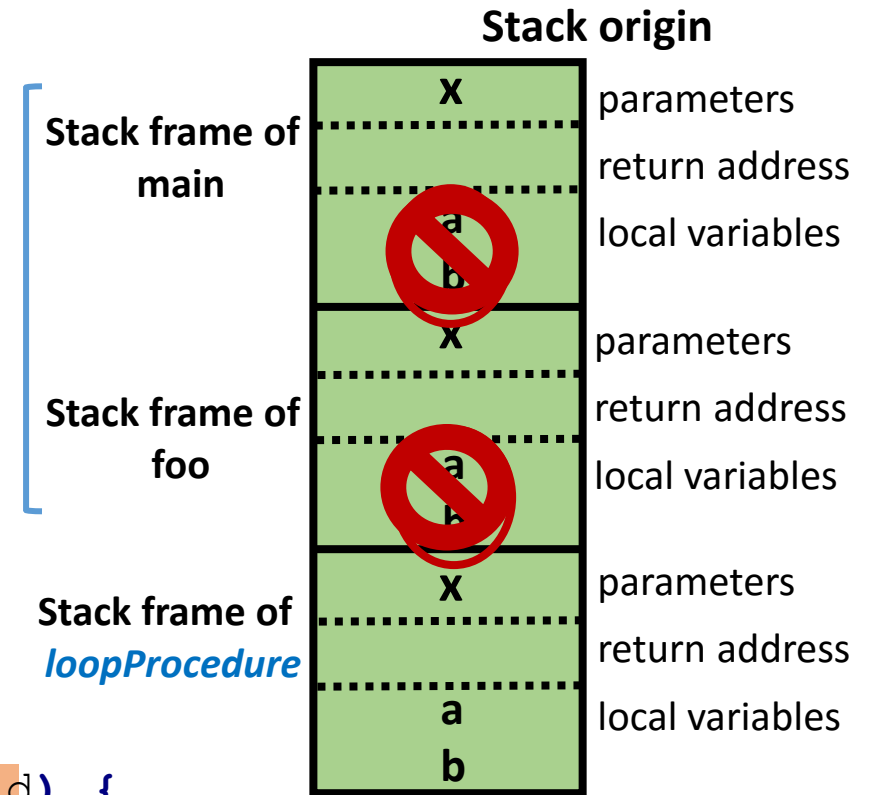 Stack origin
x
parameters
Stack frame of
main
return address
a
local variables
b
x
parameters
Stack frame of
foo
return address
a
local variables
b
x
parameters
Stack frame of
loopProcedure
return address
a
local variables
b
d) {